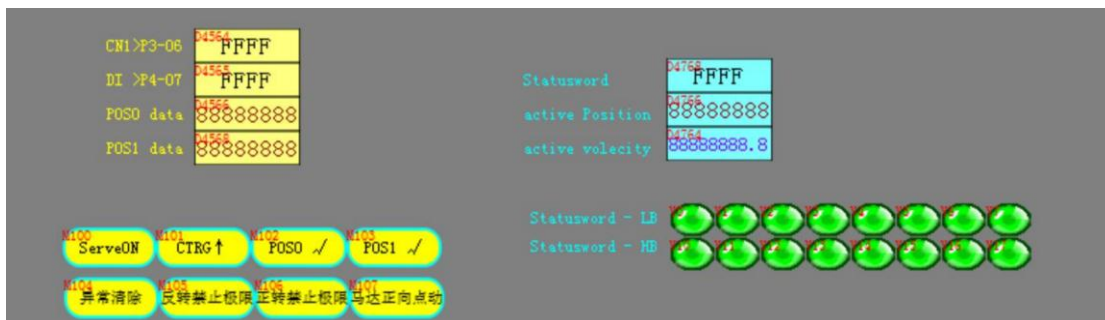 CN1>P3-06 D4564 FFFF
DI >P4-07 D4565 FFFF
POS0 data D4566 88888888
POS1 data D4568 88888888
Statusword D4768 FFFF
active Position D4766 88888888
active volecity D4764 88888888.8
Statusword - LB
Statusword - HB
M100 ServeON M101 CTRG↑ M102 POS0 √ M103 POS1 √
M104 异常清除 M105 反转禁止极限 M106 正转禁止极限 M107 马达正向点动